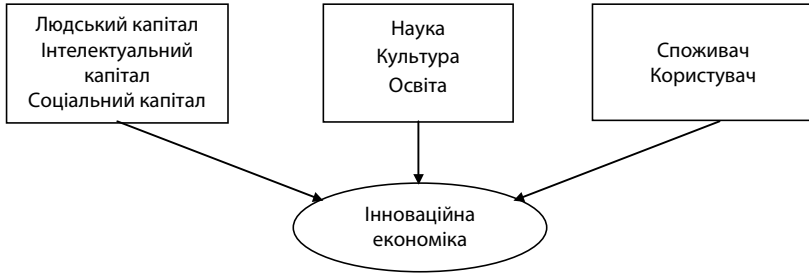 Людський капітал
Інтелектуальний
капітал
Соціальний капітал
Наука
Культура
Освіта
Споживач
Користувач
Інноваційна
економіка